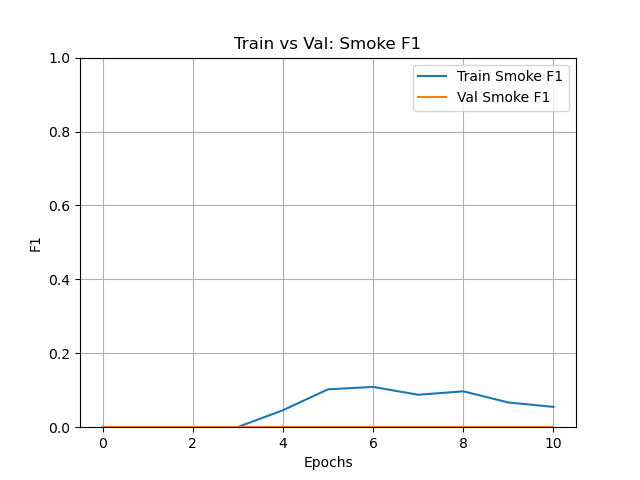 Train vs Val: Smoke F1
1.0
0.8
0.6
0.4
0.2
0.0
F1
Train Smoke F1
Val Smoke F1
0 2 4 6 8 10
Epochs